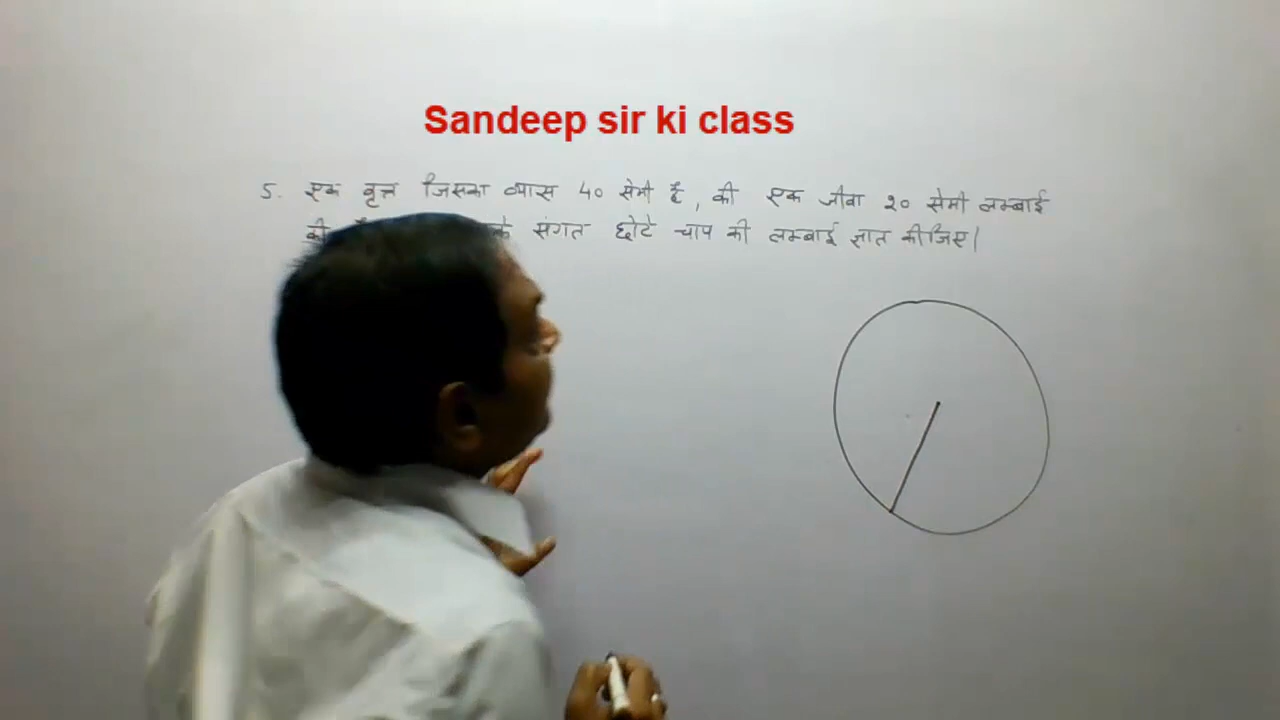 Sandeep sir ki class
5. एक वृत्त जिसका व्यास 40 सेमी है, की एक जीवा 20 सेमी लम्बाई
की संगत छोटे चाप की लम्बाई ज्ञात कीजिए।